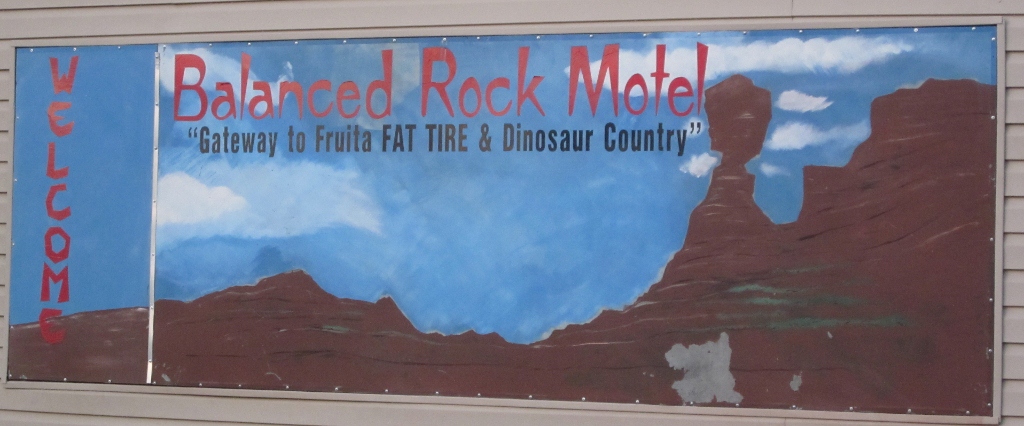 WELCOME
Balanced Rock Motel
"Gateway to Fruita FAT TIRE & Dinosaur Country"